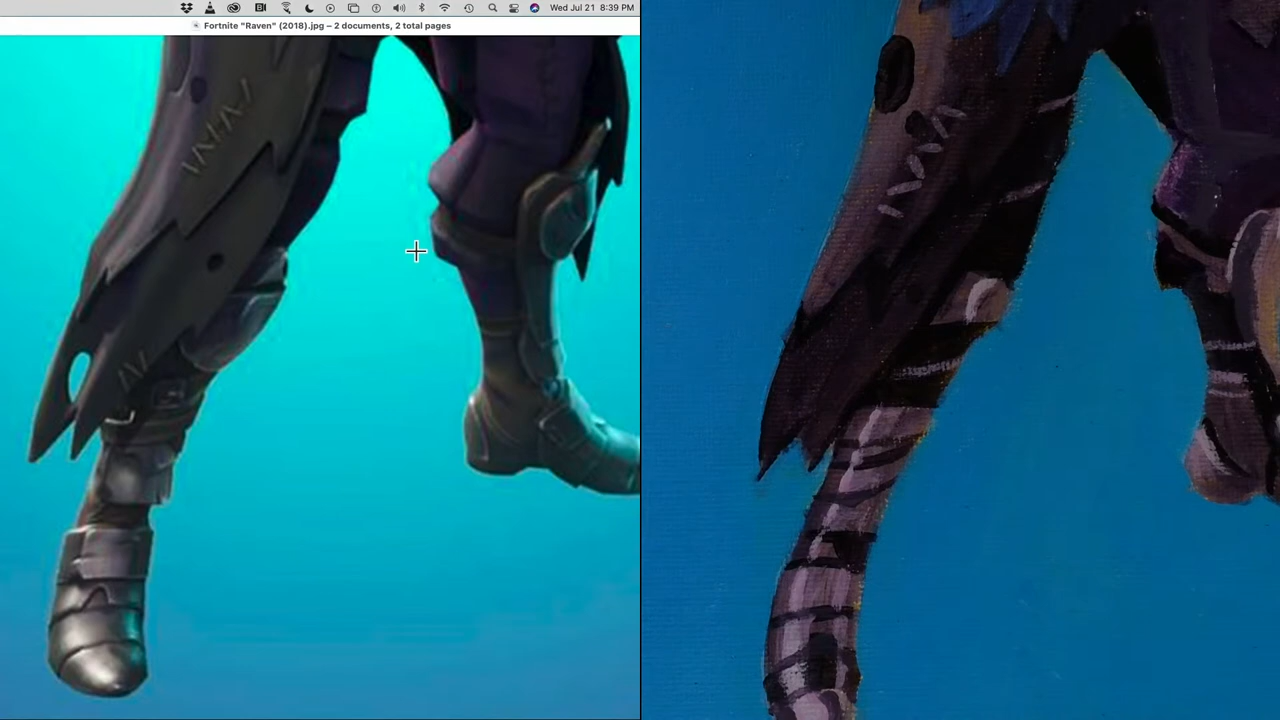 Wed Jul 21 8:39 PM
Fortnite "Raven" (2018).jpg – 2 documents, 2 total pages